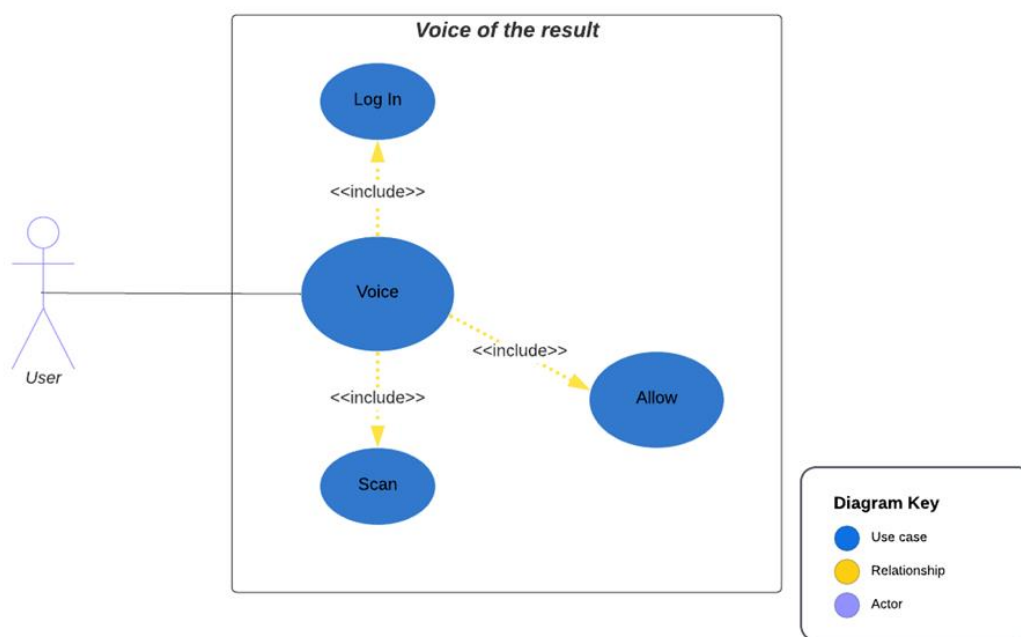 Voice of the result
Log In
<<include>>
Voice
<<include>>
Allow
<<include>>
Scan
User
Diagram Key
Use case
Relationship
Actor